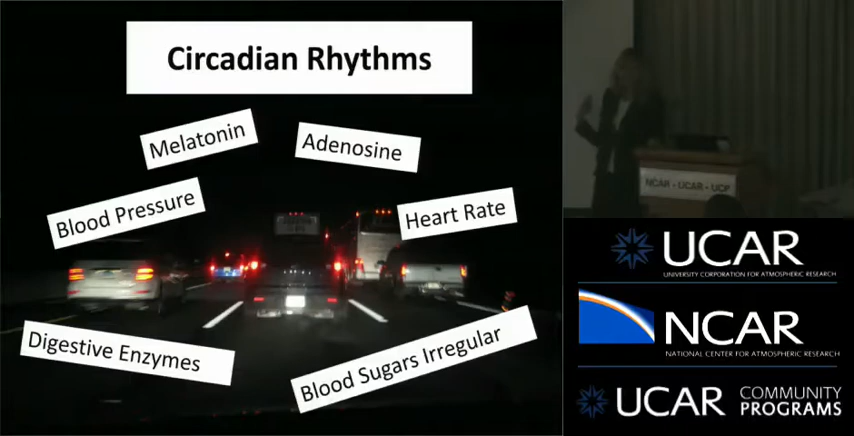 Circadian Rhythms
Melatonin
Adenosine
Blood Pressure
Heart Rate
Digestive Enzymes
Blood Sugars Irregular
NCAR - UCAR - UCP
UCAR
UNIVERSITY CORPORATION FOR ATMOSPHERIC RESEARCH
NCAR
NATIONAL CENTER FOR ATMOSPHERIC RESEARCH
UCAR COMMUNITY
PROGRAMS